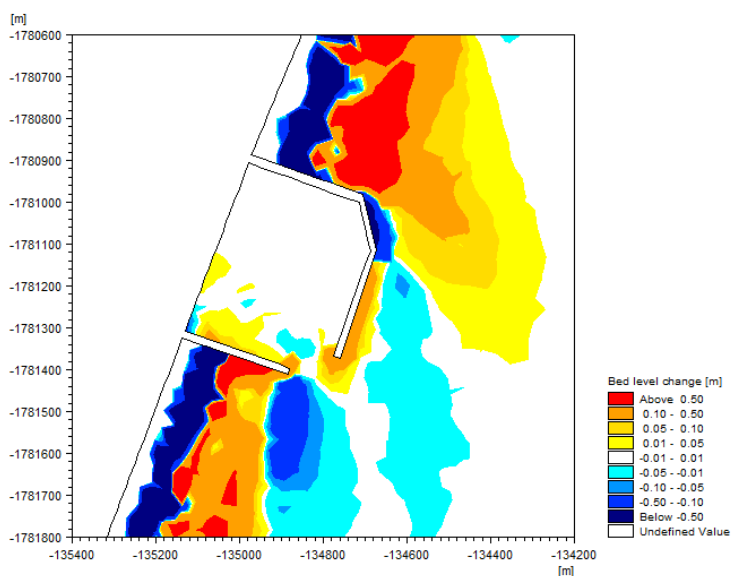 [m]
-1780600
-1780700
-1780800
-1780900
-1781000
-1781100
-1781200
-1781300
-1781400
-1781500
-1781600
-1781700
-1781800
-135400
-135200
-135000
-134800
-134600
-134400
-134200
[m]
Bed level change [m]
Above 0.50
0.10 - 0.50
0.05 - 0.10
0.01 - 0.05
-0.01 - 0.01
-0.05 - -0.01
-0.10 - -0.05
-0.50 - -0.10
Below -0.50
Undefined Value